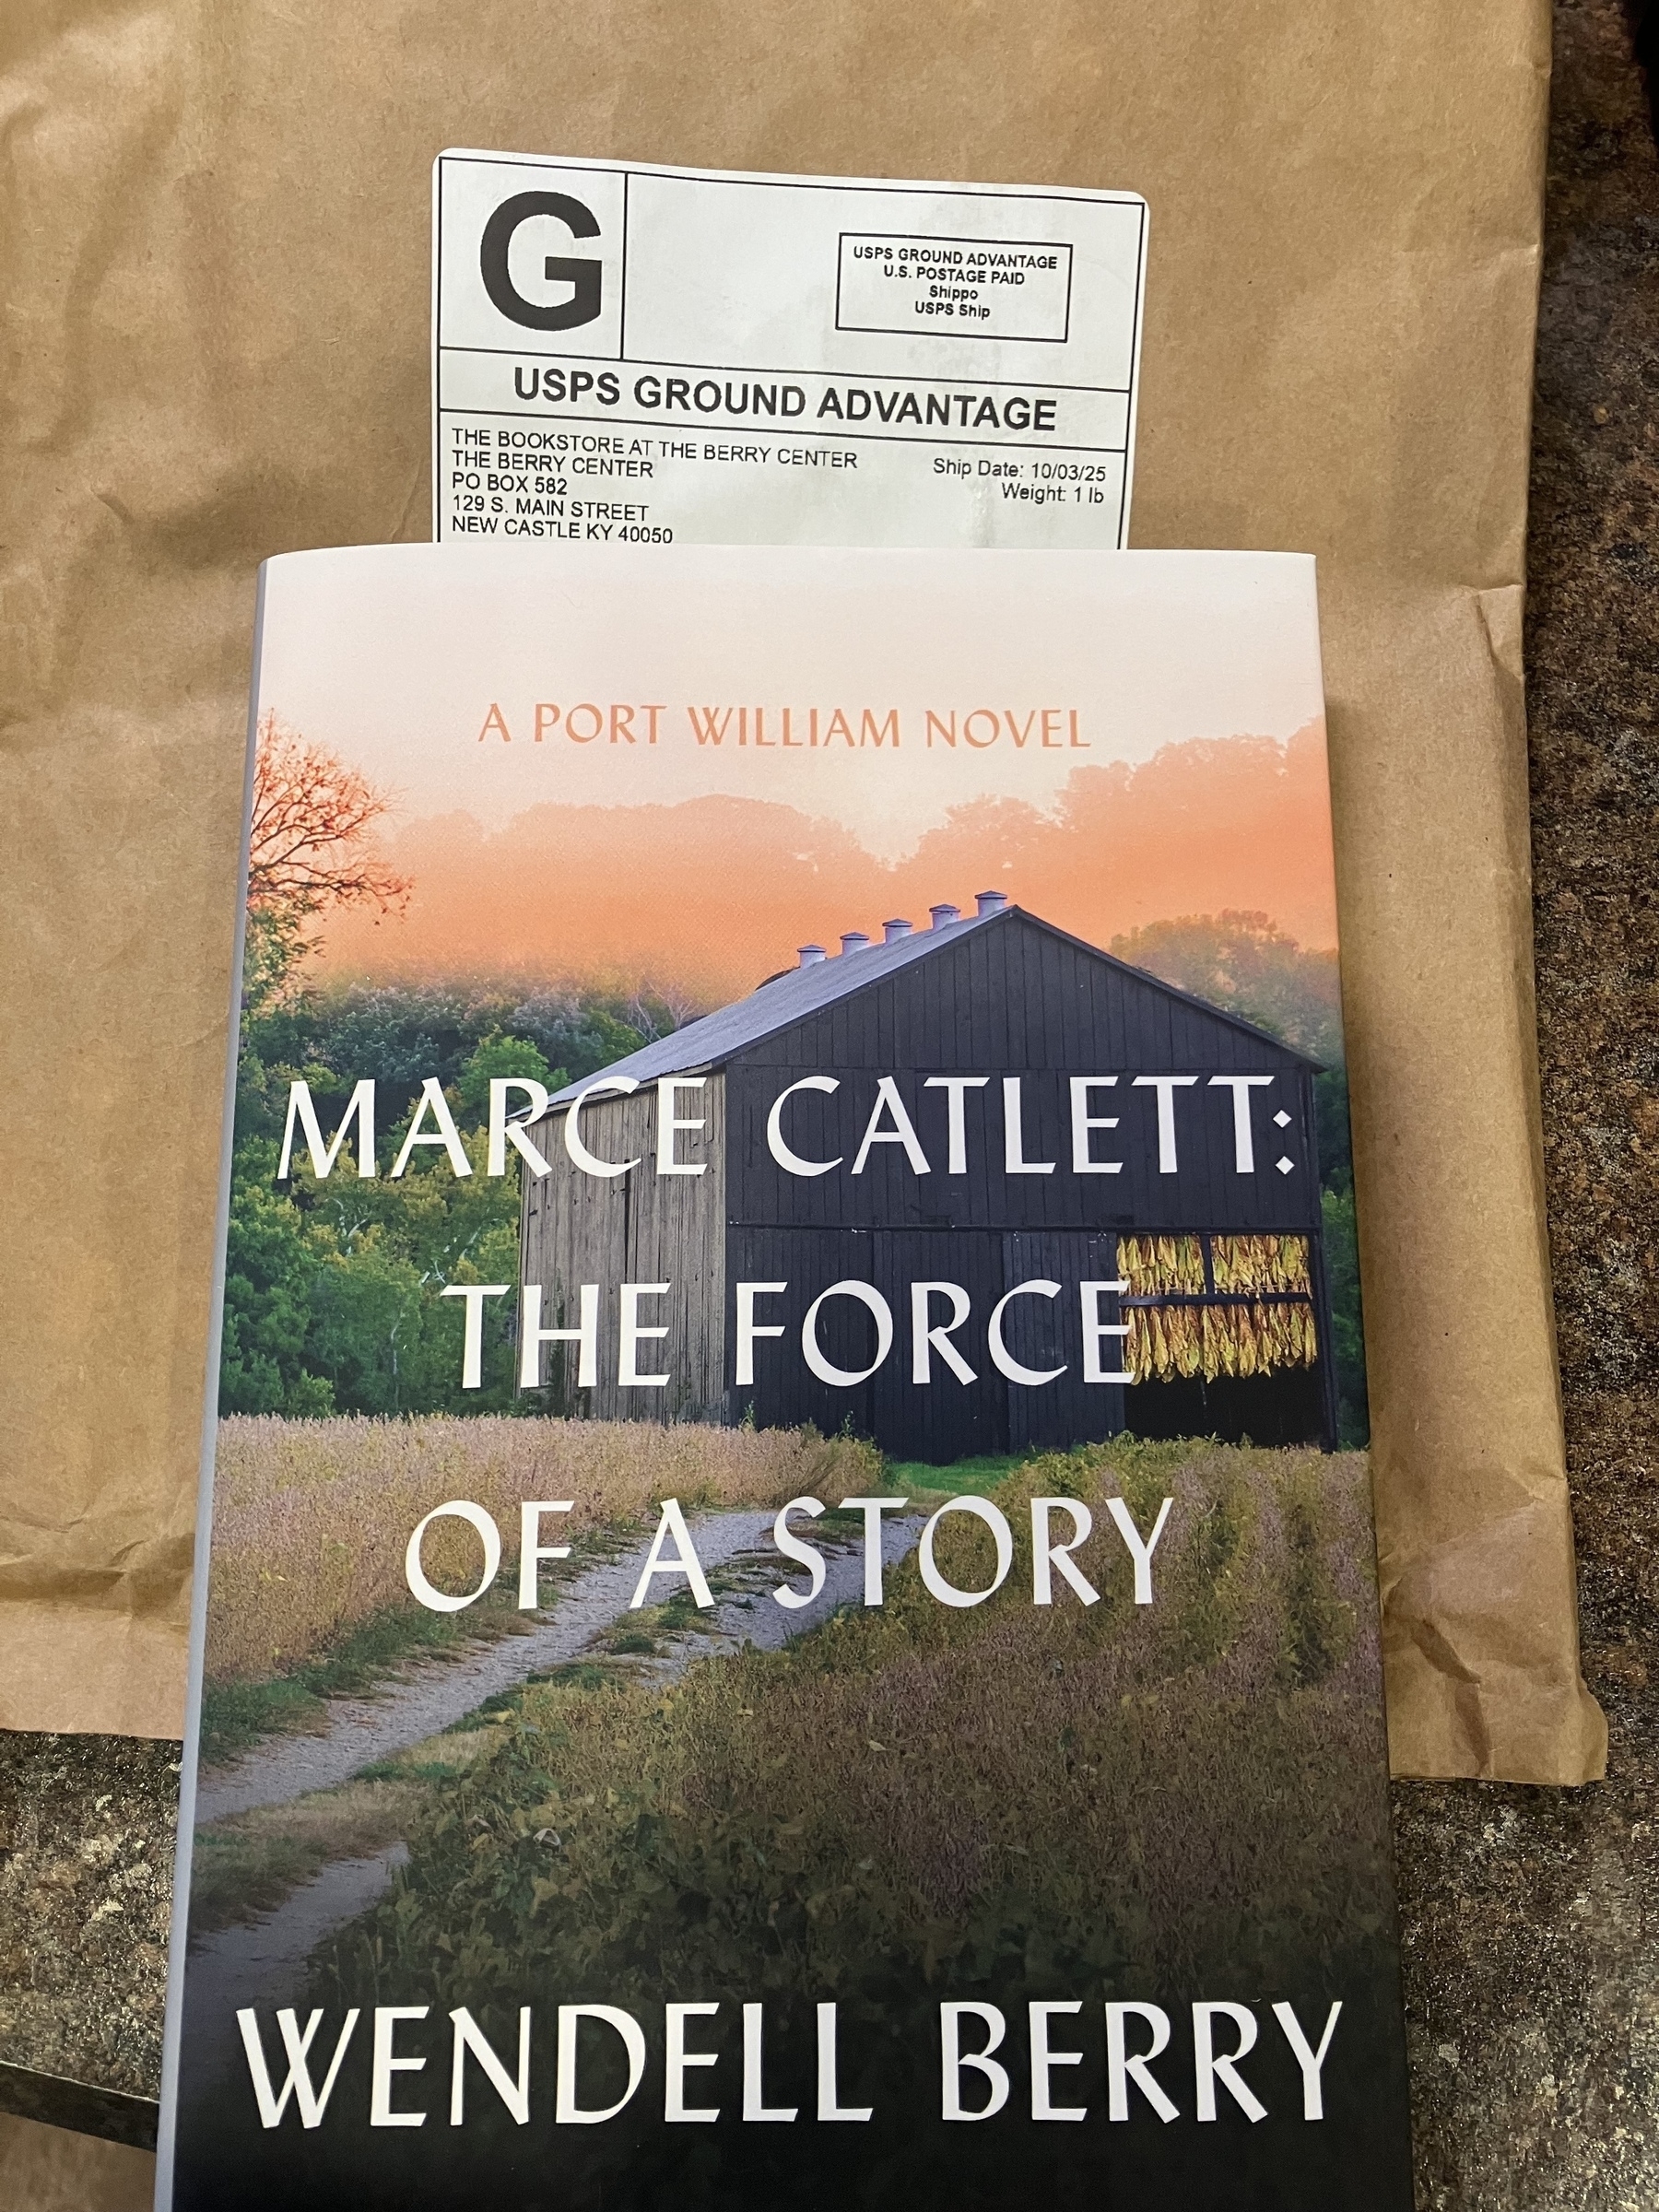 G
USPS GROUND ADVANTAGE
U.S. POSTAGE PAID
Shippo
USPS Ship
USPS GROUND ADVANTAGE
THE BOOKSTORE AT THE BERRY CENTER
THE BERRY CENTER
PO BOX 582
129 S. MAIN STREET
NEW CASTLE KY 40050
Ship Date: 10/03/25
Weight: 1 lb
A PORT WILLIAM NOVEL
MARCE CATLETT:
THE FORCE
OF A STORY
WENDELL BERRY